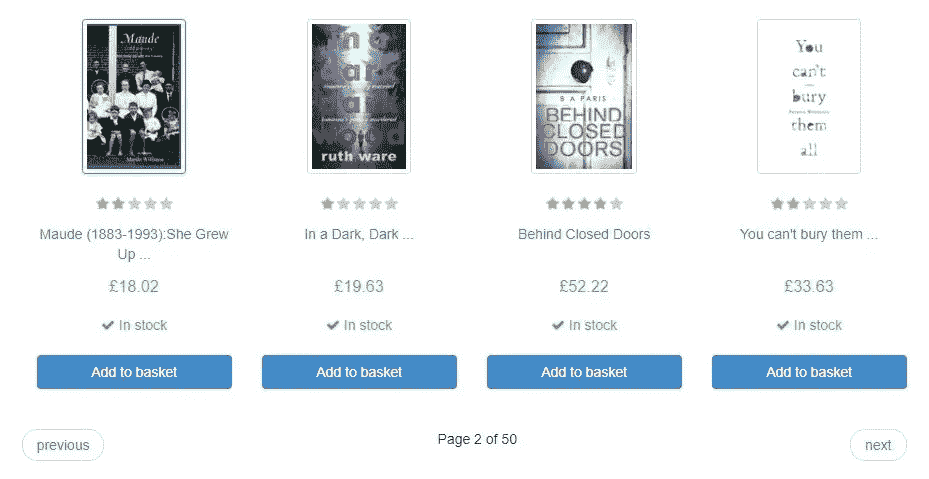 Maude
Marsha Williams
ruth ware
B A PARIS
BEHIND
CLOSED
DOORS
You
can't
bury
them
all
Maude (1883-1993):She Grew
Up ...
In a Dark, Dark ...
Behind Closed Doors
You can't bury them ...
£18.02
£19.63
£52.22
£33.63
In stock
In stock
In stock
In stock
Add to basket
Add to basket
Add to basket
Add to basket
previous
Page 2 of 50
next